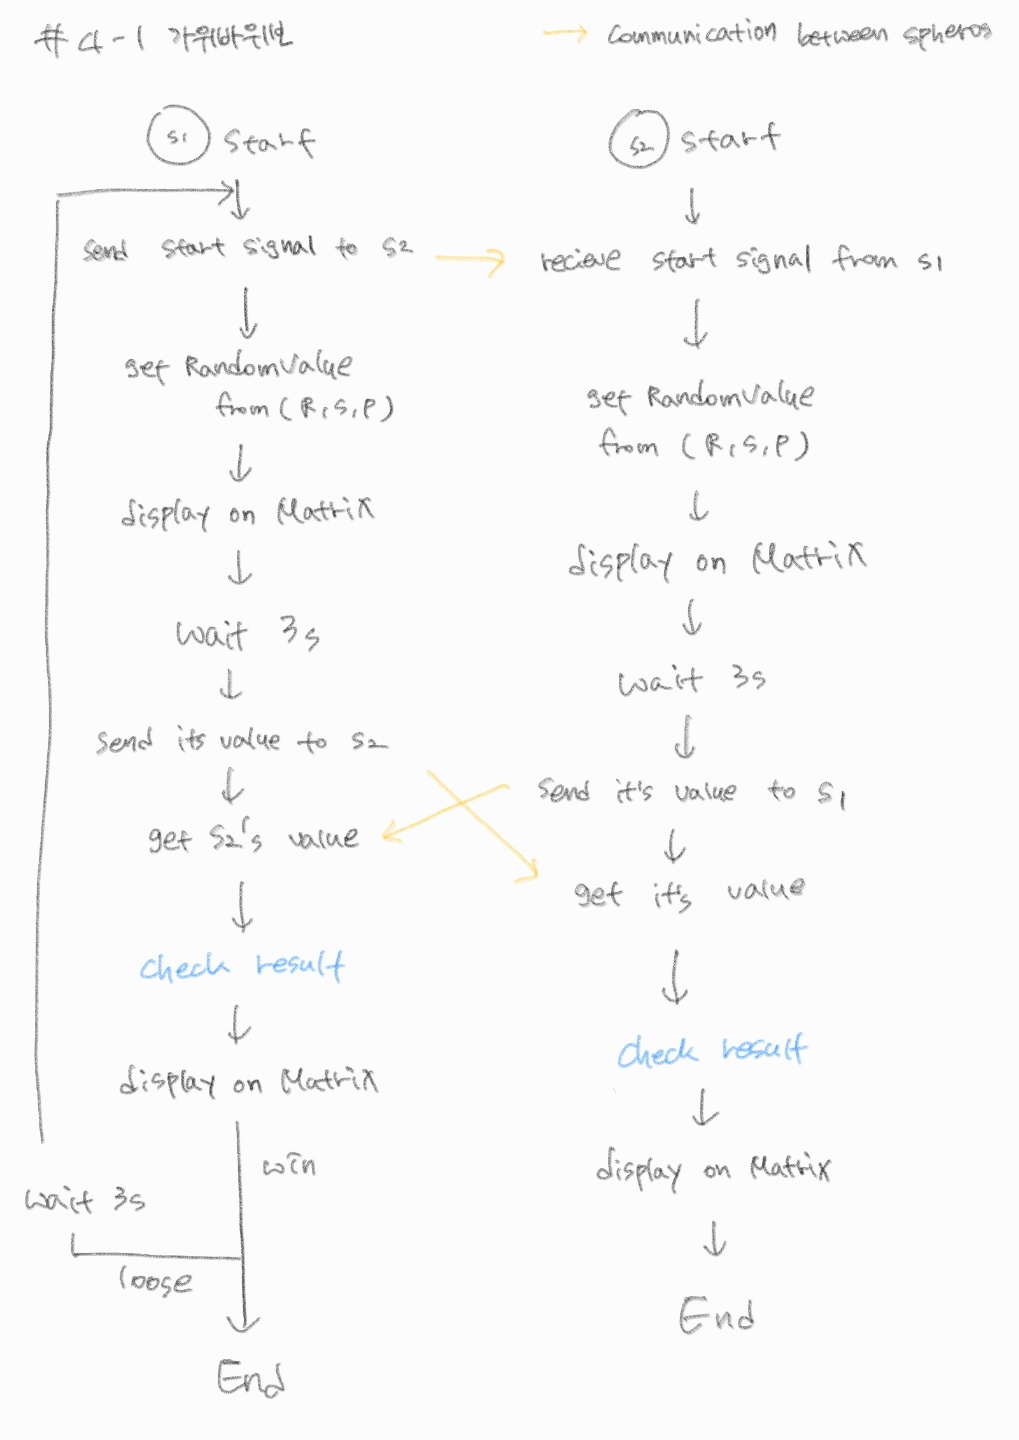 #4-1 가위바위보
→ Communication between spheros
S1 start
send start signal to S2
get RandomValue
from (R,S,P)
display on Matrix
wait 3s
send its value to S2
get S2's value
check result
display on Matrix
win
wait 3s
loose
End
S2 start
recieve start signal from S1
get RandomValue
from (R,S,P)
display on Matrix
wait 3s
send it's value to S1
get it's value
check result
display on Matrix
End